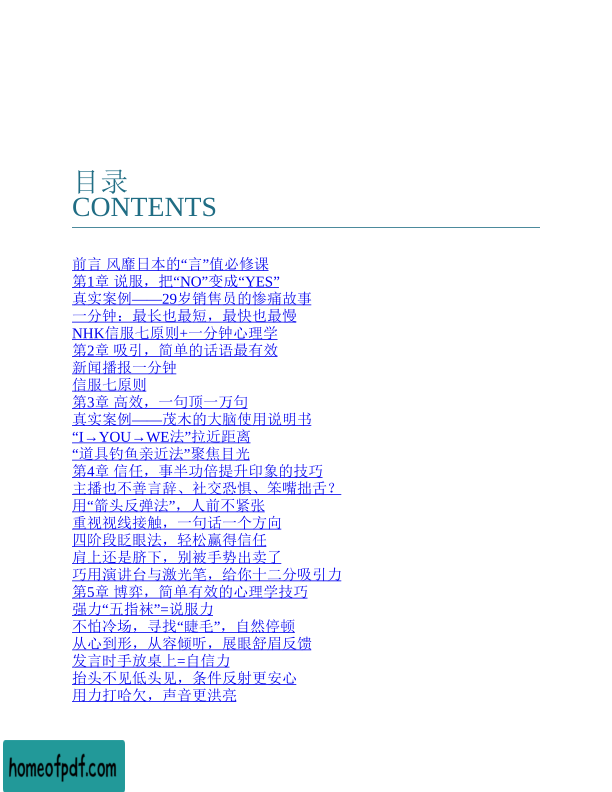 目录
CONTENTS
前言 风靡日本的“言”值必修课
第1章 说服，把“NO”变成“YES”
真实案例——29岁销售员的惨痛故事
一分钟：最长也最短，最快也最慢
NHK信服七原则+一分钟心理学
第2章 吸引，简单的话语最有效
新闻播报一分钟
信服七原则
第3章 高效，一句顶一万句
真实案例——茂木的大脑使用说明书
“I→YOU→WE法”拉近距离
“道具钓鱼亲近法”聚焦目光
第4章 信任，事半功倍提升印象的技巧
主播也不善言辞、社交恐惧、笨嘴拙舌？
用“箭头反弹法”，人前不紧张
重视视线接触，一句话一个方向
四阶段眨眼法，轻松赢得信任
肩上还是脐下，别被手势出卖了
巧用演讲台与激光笔，给你十二分吸引力
第5章 博弈，简单有效的心理学技巧
强力“五指袜”=说服力
不怕冷场，寻找“睫毛”，自然停顿
从心到形，从容倾听，展眼舒眉反馈
发言时手放桌上=自信力
抬头不见低头见，条件反射更安心
用力打哈欠，声音更洪亮
homeofpdf.com